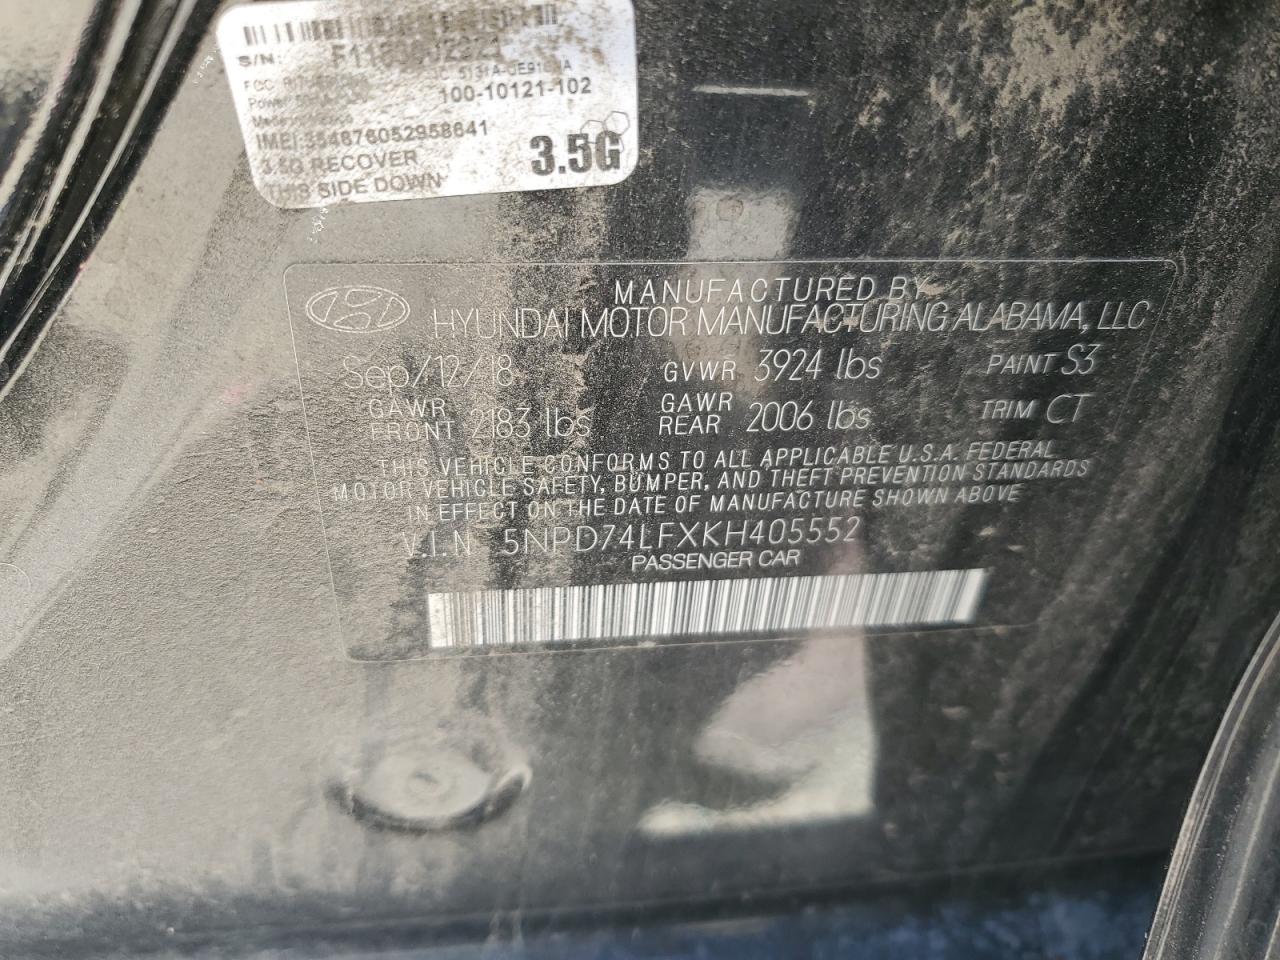 S/N:
FCC
100-10121-102
IMEI 354876052958641
3.5G RECOVER
THIS SIDE DOWN
3.5G
MANUFACTURED BY
HYUNDAI MOTOR MANUFACTURING ALABAMA, LLC
Sep/12/18 GVWR 3924 lbs PAINT S3
GAWR FRONT 2183 lbs GAWR REAR 2006 lbs TRIM CT
THIS VEHICLE CONFORMS TO ALL APPLICABLE U.S.A. FEDERAL
MOTOR VEHICLE SAFETY, BUMPER, AND THEFT PREVENTION STANDARDS
IN EFFECT ON THE DATE OF MANUFACTURE SHOWN ABOVE
V.I.N 5NPD74LFXKH405552
PASSENGER CAR